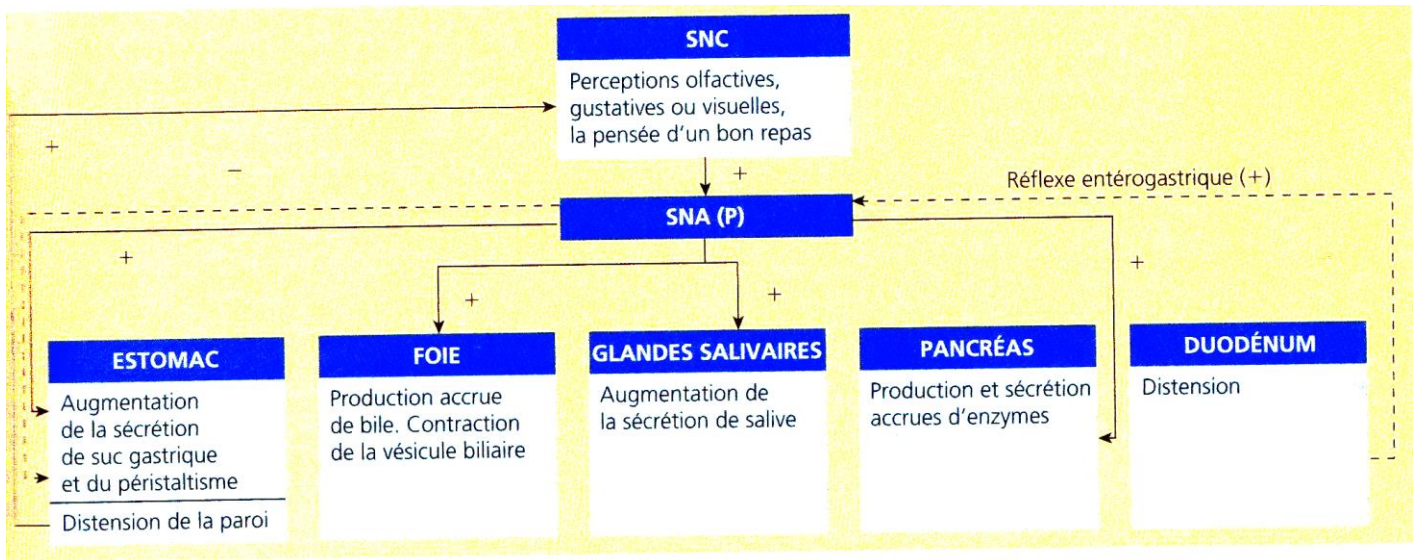 SNC
Perceptions olfactives,
gustatives ou visuelles,
la pensée d'un bon repas
+
−
+
Réflexe entérogastrique (+)
SNA (P)
+
+
+
+
ESTOMAC
Augmentation
de la sécrétion
de suc gastrique
et du péristaltisme
Distension de la paroi
FOIE
Production accrue
de bile. Contraction
de la vésicule biliaire
GLANDES SALIVAIRES
Augmentation de
la sécrétion de salive
PANCRÉAS
Production et sécrétion
accrues d'enzymes
DUODÉNUM
Distension